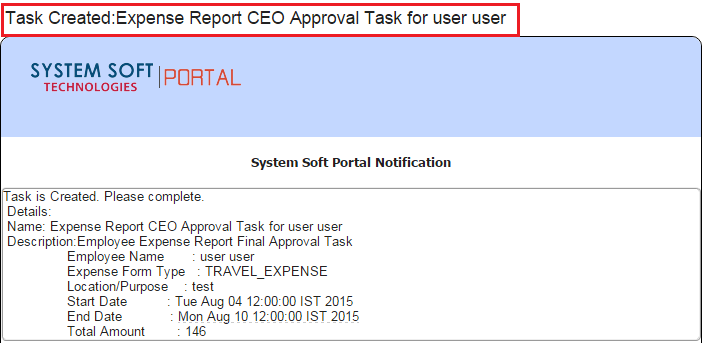 Task Created:Expense Report CEO Approval Task for user user
SYSTEM SOFT
TECHNOLOGIES
PORTAL
System Soft Portal Notification
Task is Created. Please complete.
Details:
Name: Expense Report CEO Approval Task for user user
Description:Employee Expense Report Final Approval Task
Employee Name : user user
Expense Form Type : TRAVEL_EXPENSE
Location/Purpose : test
Start Date : Tue Aug 04 12:00:00 IST 2015
End Date : Mon Aug 10 12:00:00 IST 2015
Total Amount : 146